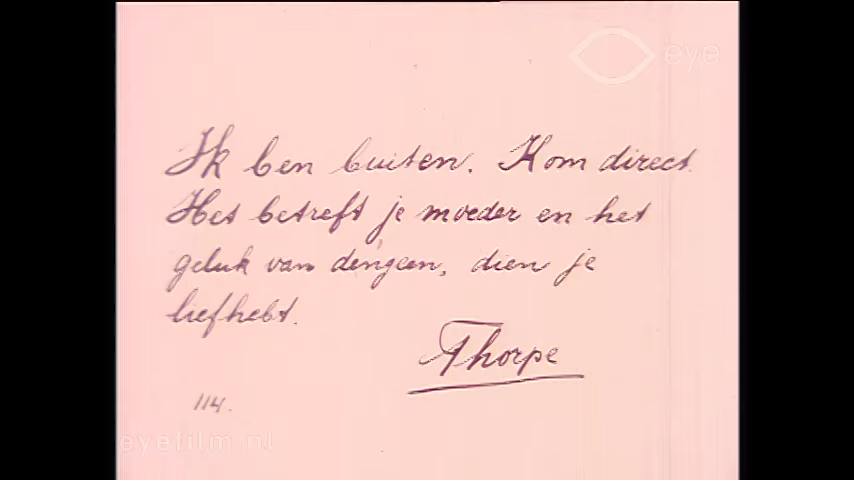 eye
Ik ben buiten. Kom direct.
Het betreft je moeder en het
geluk van dengeen, dien je
liefhebt.
Thorpe
114.
eyefilm.nl